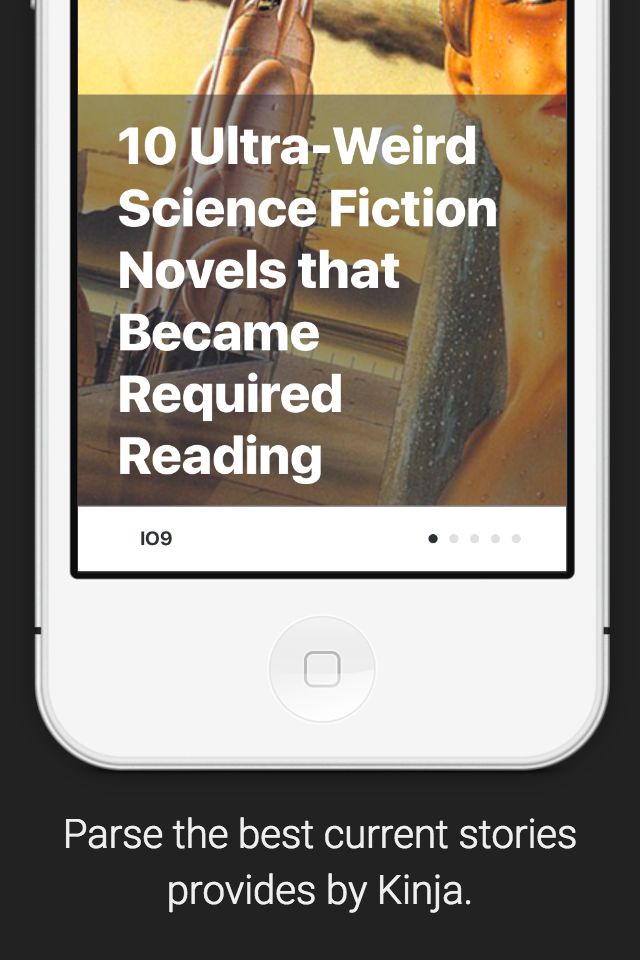 10 Ultra-Weird
Science Fiction
Novels that
Became
Required
Reading
IO9
Parse the best current stories
provides by Kinja.